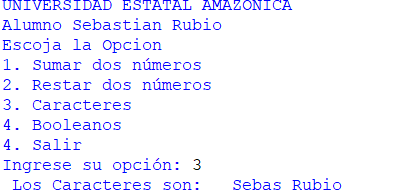 UNIVERSIDAD ESTATAL AMAZONICA
Alumno Sebastian Rubio
Escoja la Opcion
1. Sumar dos números
2. Restar dos números
3. Caracteres
4. Booleanos
4. Salir
Ingrese su opción: 3
Los Caracteres son: Sebas Rubio